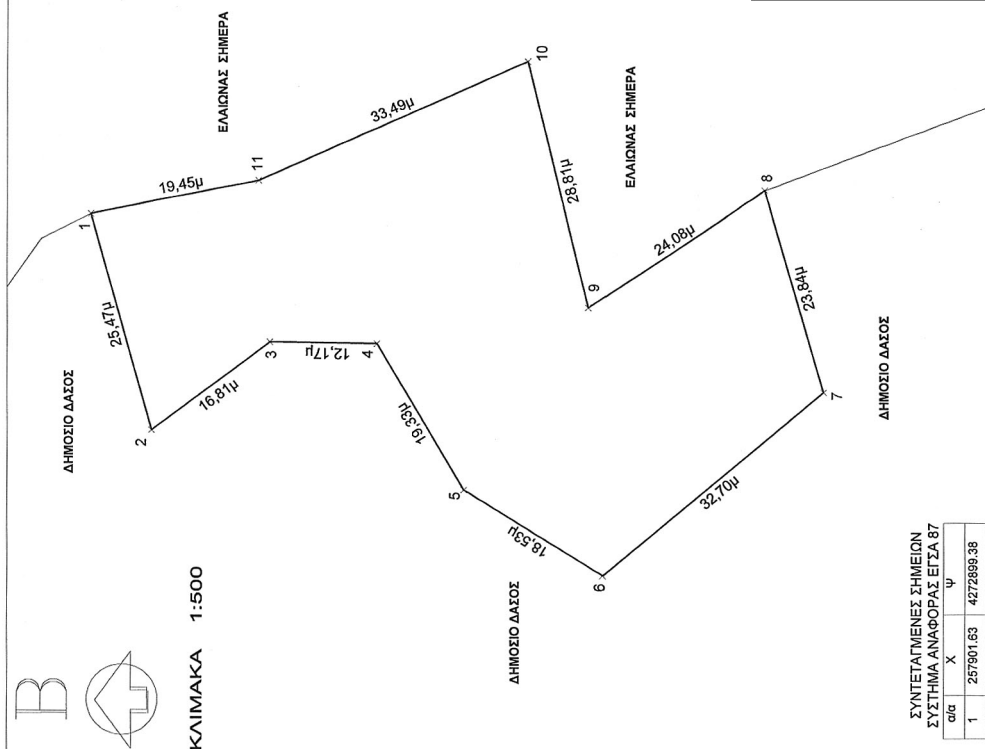 Β
ΚΛΙΜΑΚΑ 1:500
ΕΛΑΙΩΝΑΣ ΣΗΜΕΡΑ
ΔΗΜΟΣΙΟ ΔΑΣΟΣ
1
19,45μ
11
33,49μ
10
25,47μ
2
16,81μ
3
12,17μ
4
19,33μ
5
18,53μ
6
32,70μ
7
23,84μ
8
24,08μ
9
28,81μ
ΕΛΑΙΩΝΑΣ ΣΗΜΕΡΑ
ΔΗΜΟΣΙΟ ΔΑΣΟΣ
ΔΗΜΟΣΙΟ ΔΑΣΟΣ
ΣΥΝΤΕΤΑΓΜΕΝΕΣ ΣΗΜΕΙΩΝ
ΣΥΣΤΗΜΑ ΑΝΑΦΟΡΑΣ ΕΓΣΑ 87
α/α Χ Ψ
1 257901.63 4272899.38